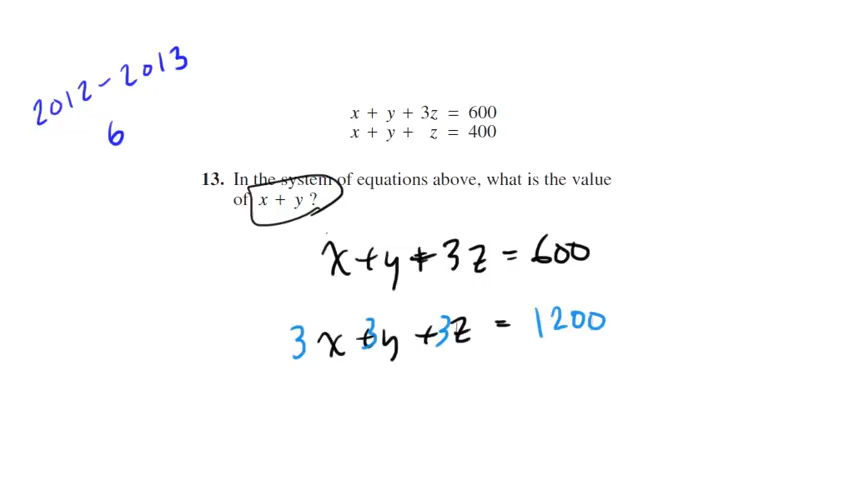 2012-2013
6
x + y + 3z = 600
x + y + z = 400
13. In the system of equations above, what is the value
of x + y ?
x+y+3z=600
3x+3y+3z=1200